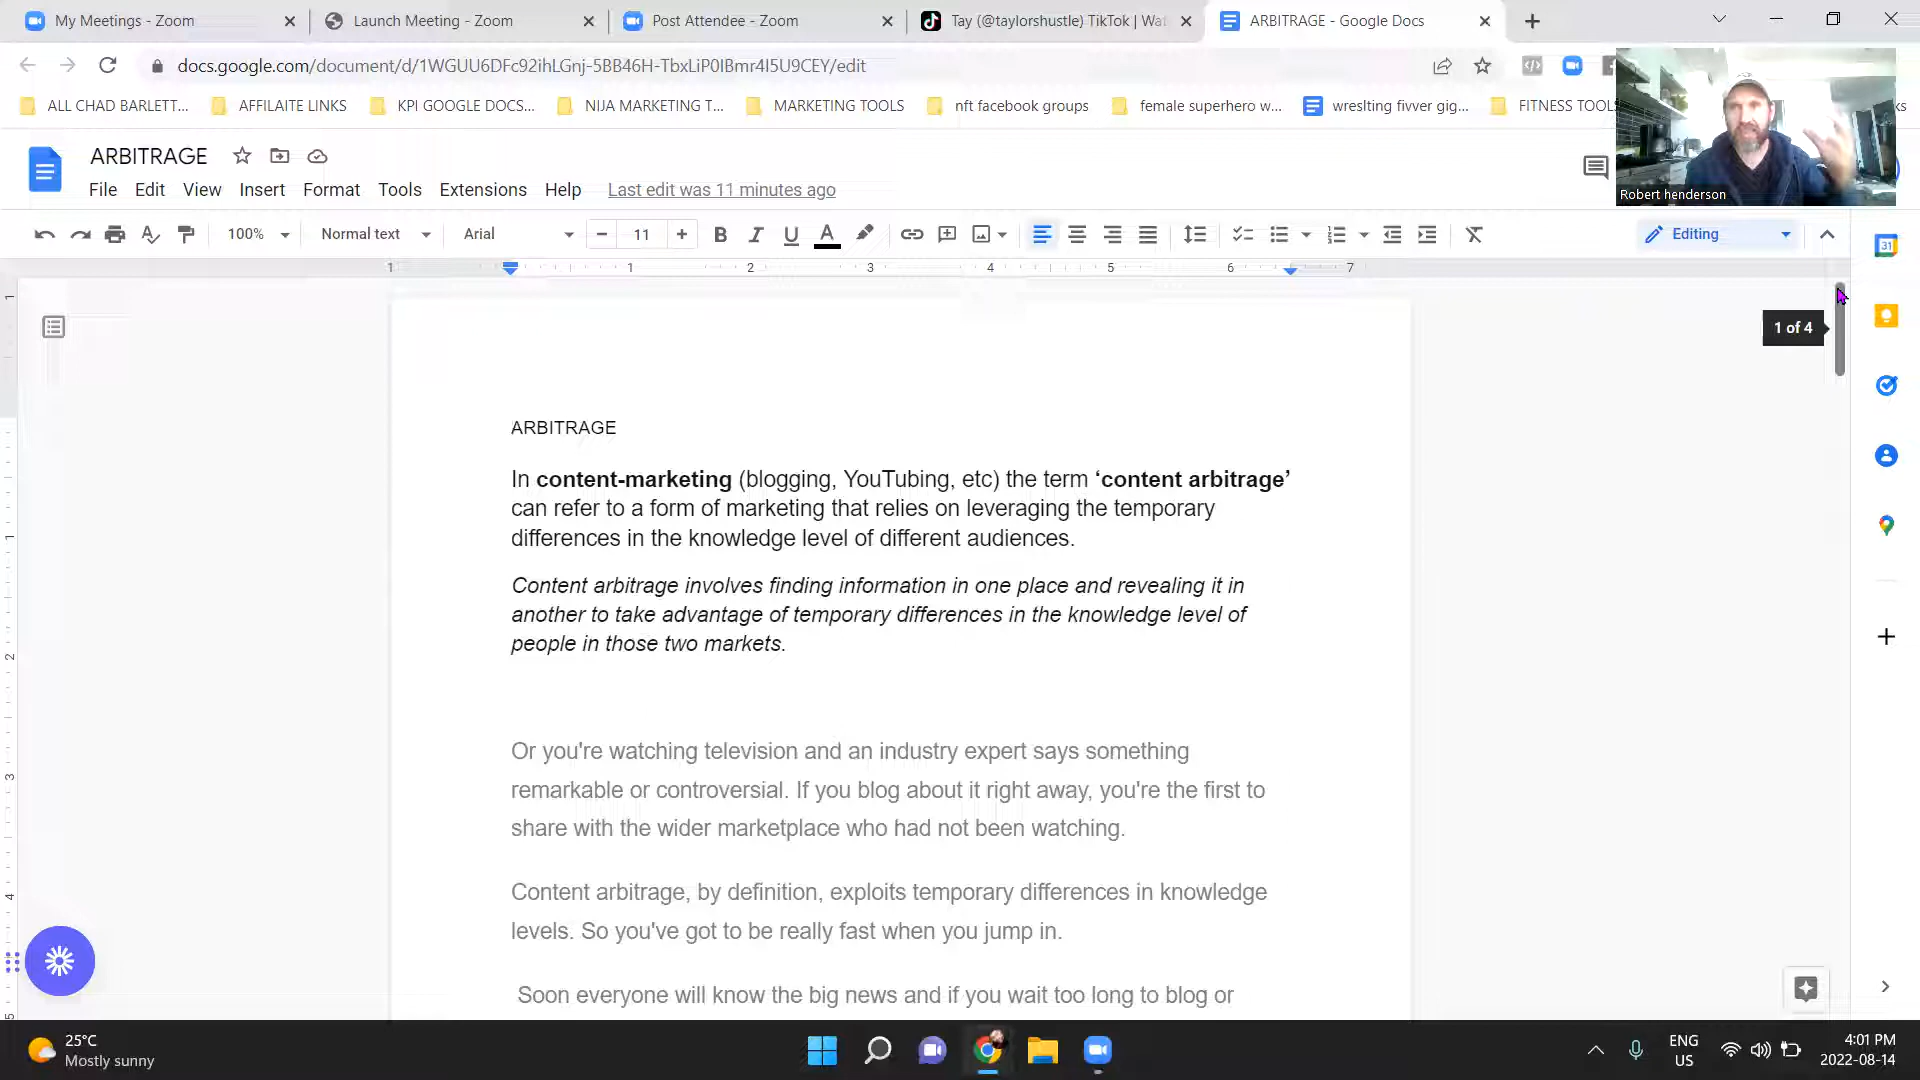 My Meetings - Zoom
Launch Meeting - Zoom
Post Attendee - Zoom
Tay (@taylorshustle) TikTok | Wat
ARBITRAGE - Google Docs
docs.google.com/document/d/1WGUU6DFc92ihLGnj-5BB46H-TbxLiP0IBmr4I5U9CEY/edit
ALL CHAD BARLETT...
AFFILAITE LINKS
KPI GOOGLE DOCS...
NIJA MARKETING T...
MARKETING TOOLS
nft facebook groups
female superhero w...
wreslting fivver gig...
FITNESS TOOLS
ARBITRAGE
File Edit View Insert Format Tools Extensions Help Last edit was 11 minutes ago
Robert henderson
100% Normal text Arial 11 Editing
1 1 2 3 4 5 6 7
31
1 of 4
ARBITRAGE
In content-marketing (blogging, YouTubing, etc) the term ‘content arbitrage’
can refer to a form of marketing that relies on leveraging the temporary
differences in the knowledge level of different audiences.
Content arbitrage involves finding information in one place and revealing it in
another to take advantage of temporary differences in the knowledge level of
people in those two markets.
Or you're watching television and an industry expert says something
remarkable or controversial. If you blog about it right away, you're the first to
share with the wider marketplace who had not been watching.
Content arbitrage, by definition, exploits temporary differences in knowledge
levels. So you've got to be really fast when you jump in.
Soon everyone will know the big news and if you wait too long to blog or
25°C
Mostly sunny
ENG
US
4:01 PM
2022-08-14